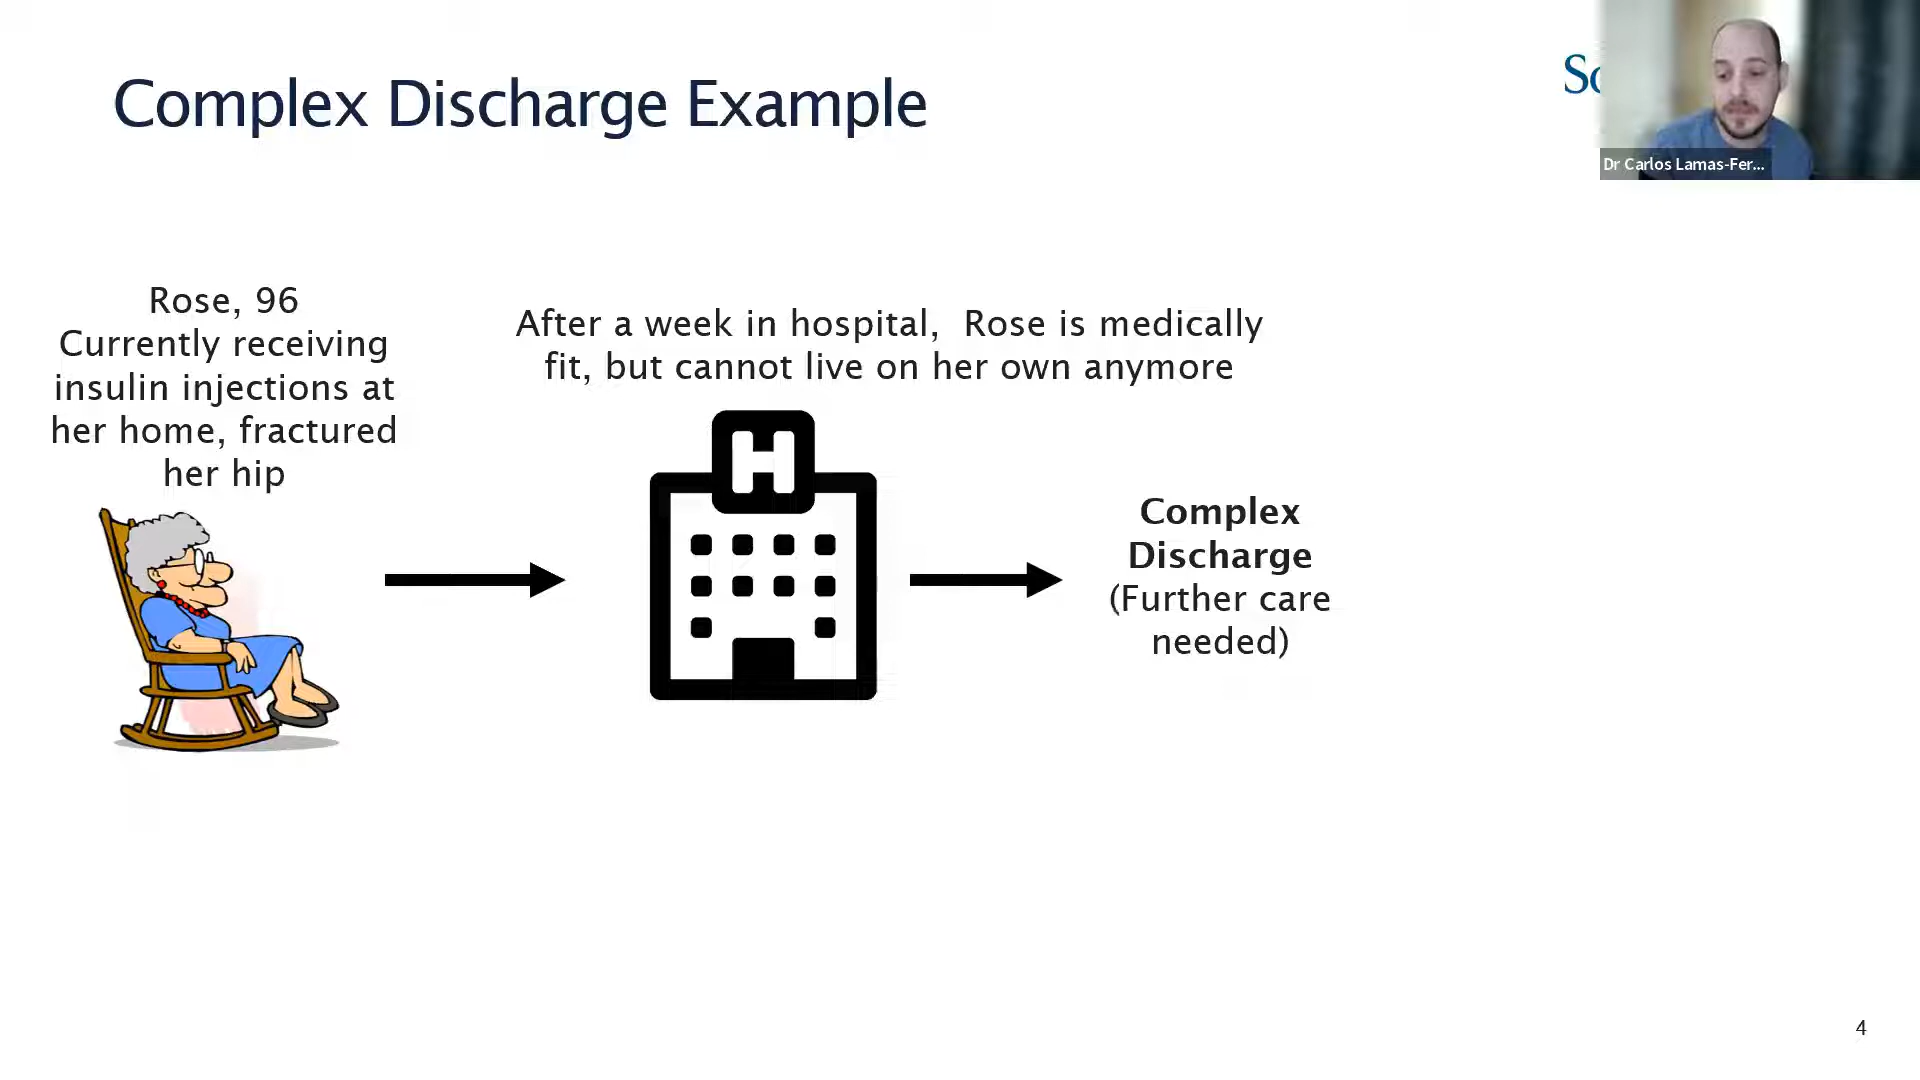 Complex Discharge Example
Dr Carlos Lamas-Fer...
Rose, 96
Currently receiving
insulin injections at
her home, fractured
her hip
After a week in hospital,  Rose is medically
fit, but cannot live on her own anymore
H
Complex
Discharge
(Further care
needed)
4